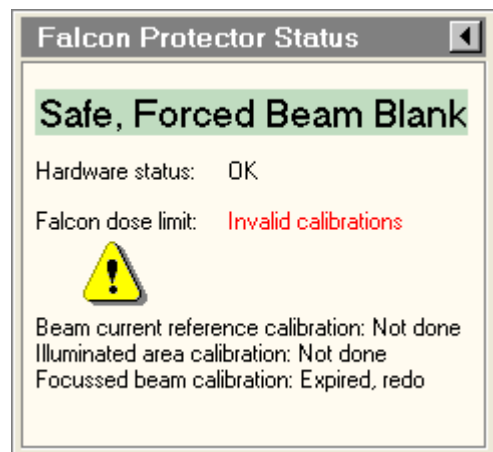 Falcon Protector Status
Safe, Forced Beam Blank
Hardware status: OK
Falcon dose limit: Invalid calibrations
Beam current reference calibration: Not done
Illuminated area calibration: Not done
Focussed beam calibration: Expired, redo